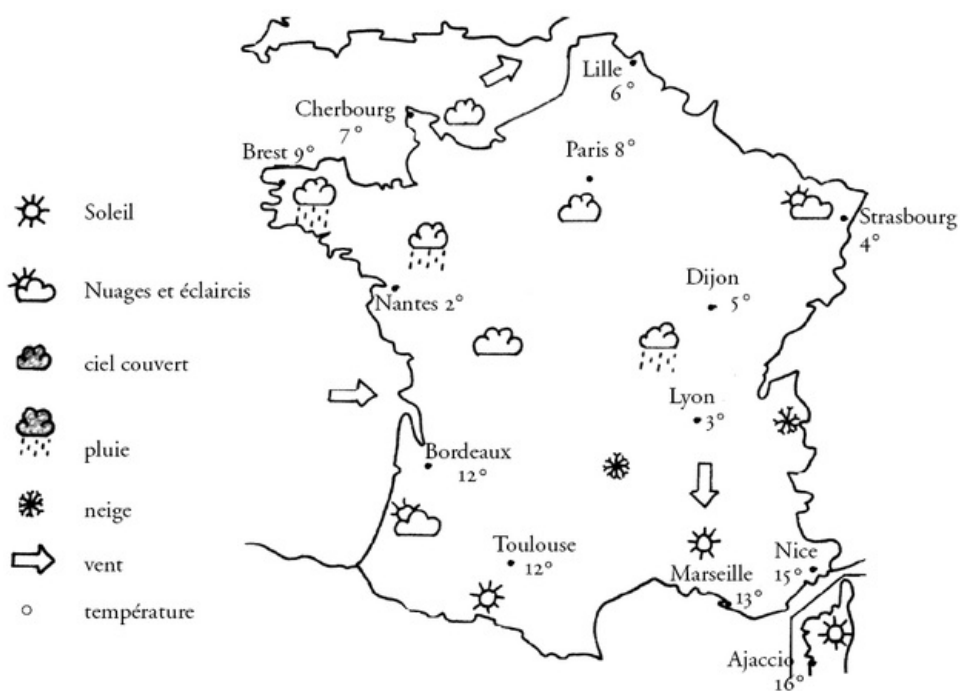 Soleil
Nuages et éclaircis
ciel couvert
pluie
neige
vent
température
Lille
6°
Cherbourg
7°
Brest 9°
Paris 8°
Strasbourg
4°
Nantes 2°
Dijon
5°
Lyon
3°
Bordeaux
12°
Toulouse
12°
Marseille
13°
Nice
15°
Ajaccio
16°